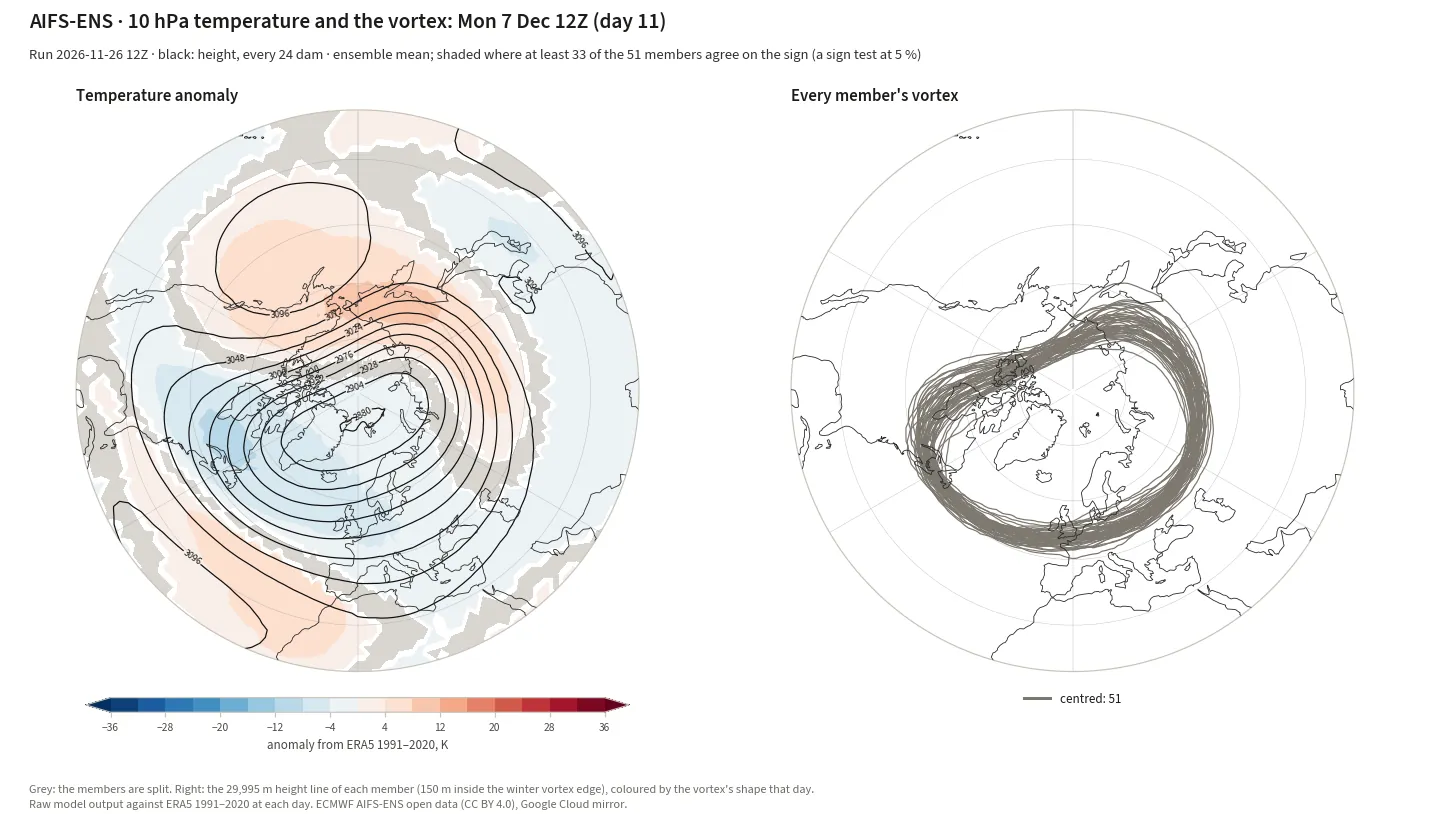 AIFS-ENS · 10 hPa temperature and the vortex: Mon 7 Dec 12Z (day 11)
Run 2026-11-26 12Z · black: height, every 24 dam · ensemble mean; shaded where at least 33 of the 51 members agree on the sign (a sign test at 5 %)
Temperature anomaly
Every member's vortex
3096
3096
3048
3024
2976
2928
2904
2880
3096
−36
−28
−20
−12
−4
4
12
20
28
36
anomaly from ERA5 1991–2020, K
centred: 51
Grey: the members are split. Right: the 29,995 m height line of each member (150 m inside the winter vortex edge), coloured by the vortex's shape that day.
Raw model output against ERA5 1991–2020 at each day. ECMWF AIFS-ENS open data (CC BY 4.0), Google Cloud mirror.